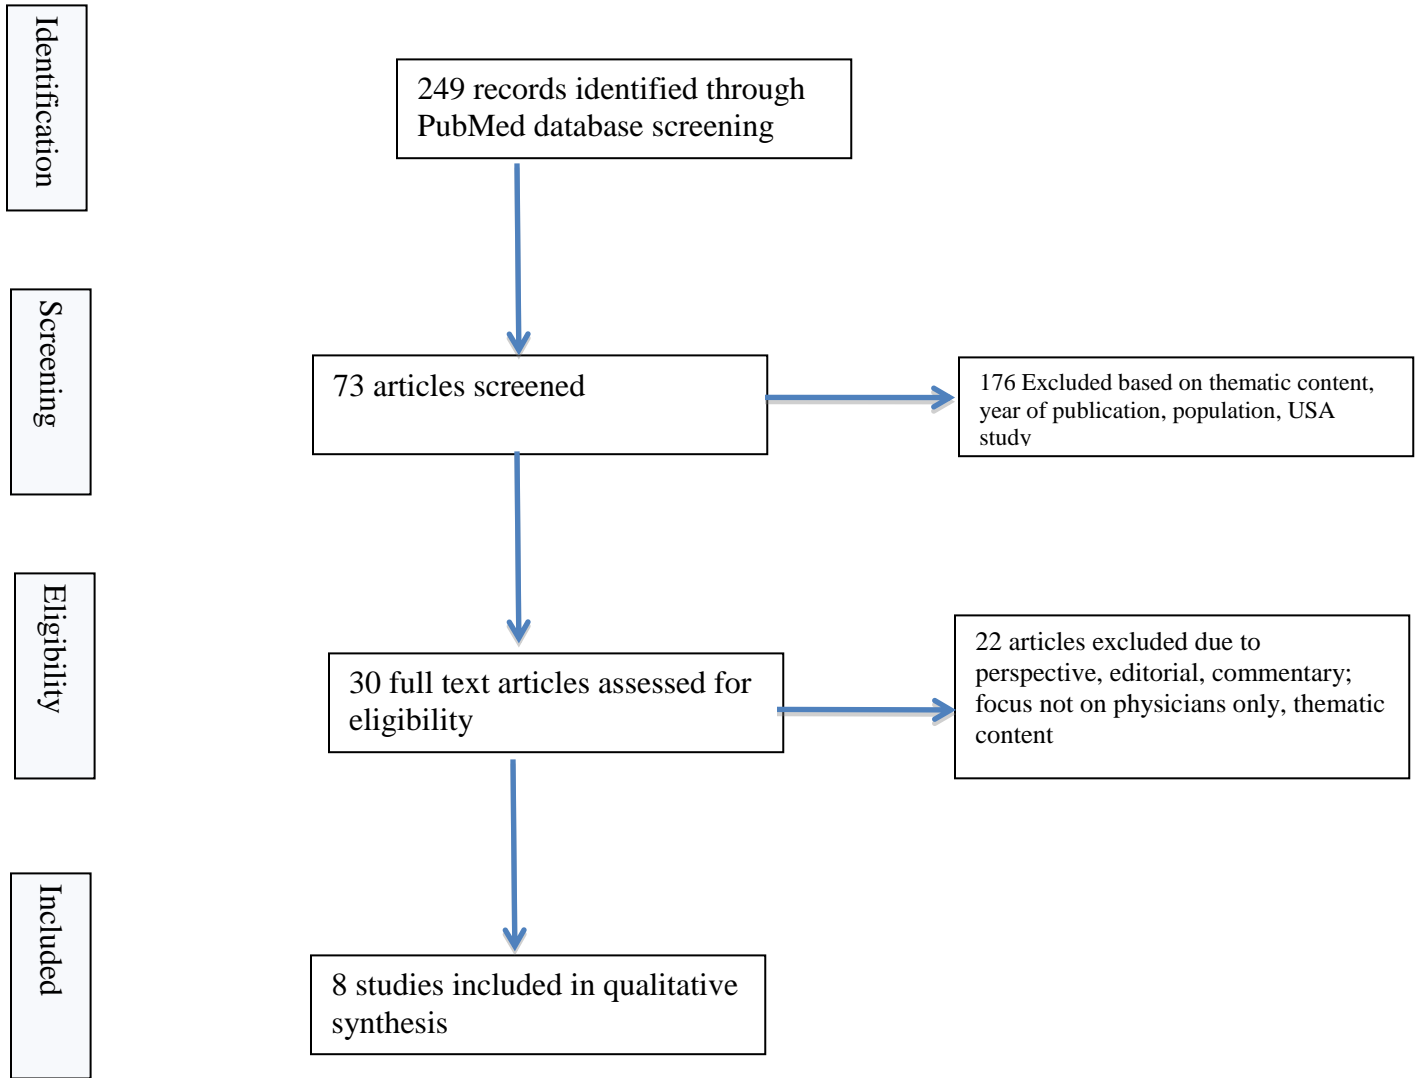 Identification
249 records identified through
PubMed database screening
Screening
73 articles screened
176 Excluded based on thematic content,
year of publication, population, USA
study
Eligibility
30 full text articles assessed for
eligibility
22 articles excluded due to
perspective, editorial, commentary;
focus not on physicians only, thematic
content
Included
8 studies included in qualitative
synthesis